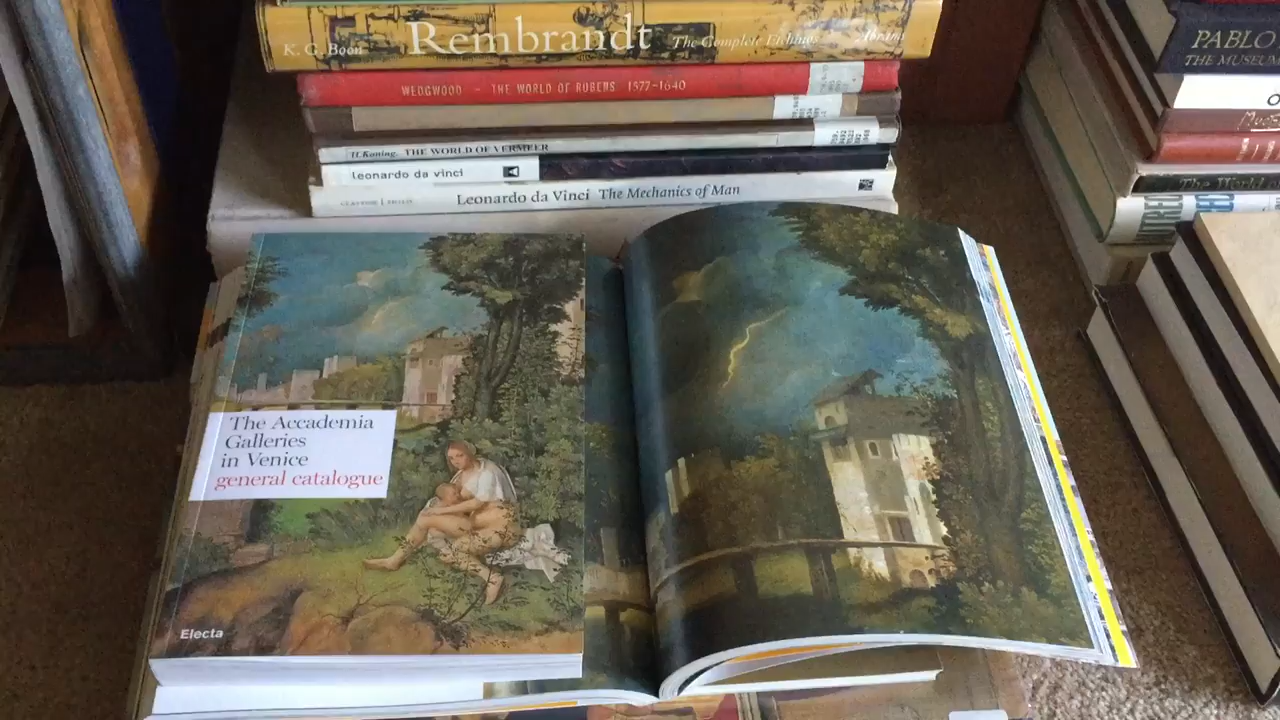 K. G. Boon Rembrandt The Complete Etchings Abrams
WEDGWOOD - THE WORLD OF RUBENS 1577-1640
H.Koning. THE WORLD OF VERMEER
leonardo da vinci
Leonardo da Vinci The Mechanics of Man
The Accademia
Galleries
in Venice
general catalogue
Electa
PABLO
THE MUSEUM
The World